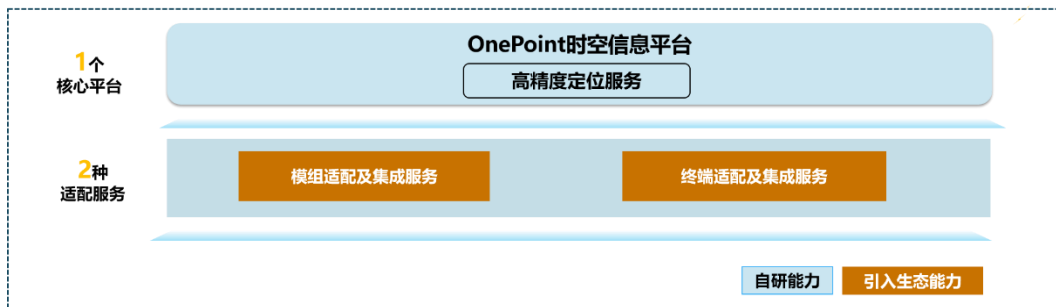 1个
核心平台
OnePoint时空信息平台
高精度定位服务
2种
适配服务
模组适配及集成服务
终端适配及集成服务
自研能力
引入生态能力